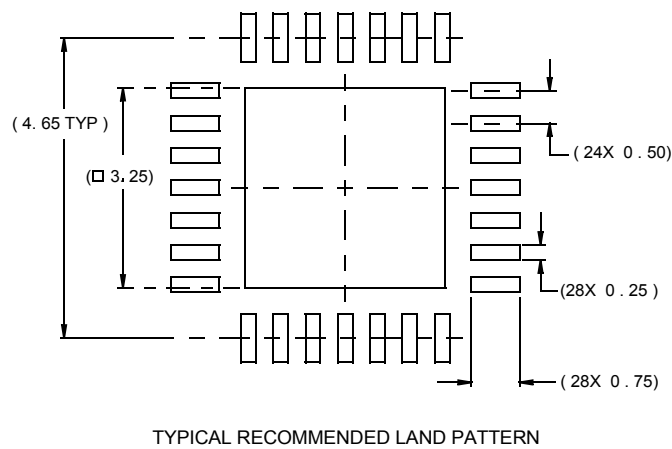 ( 4. 65 TYP )
(□ 3. 25)
( 24X 0 . 50)
(28X 0 . 25 )
( 28X 0 . 75)
TYPICAL RECOMMENDED LAND PATTERN